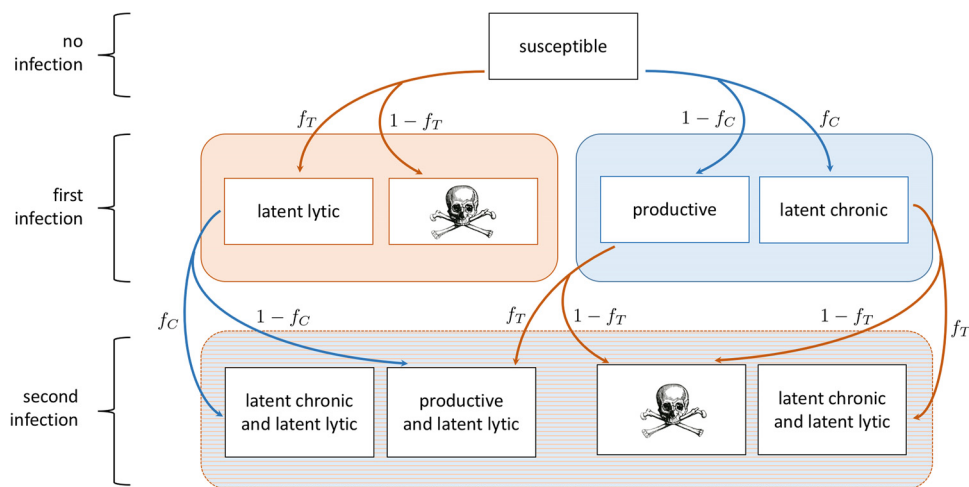 no
infection
susceptible
f_T
1 − f_T
1 − f_C
f_C
first
infection
latent lytic
productive
latent chronic
f_C
1 − f_C
f_T
1 − f_T
1 − f_T
f_T
second
infection
latent chronic
and latent lytic
productive
and latent lytic
latent chronic
and latent lytic